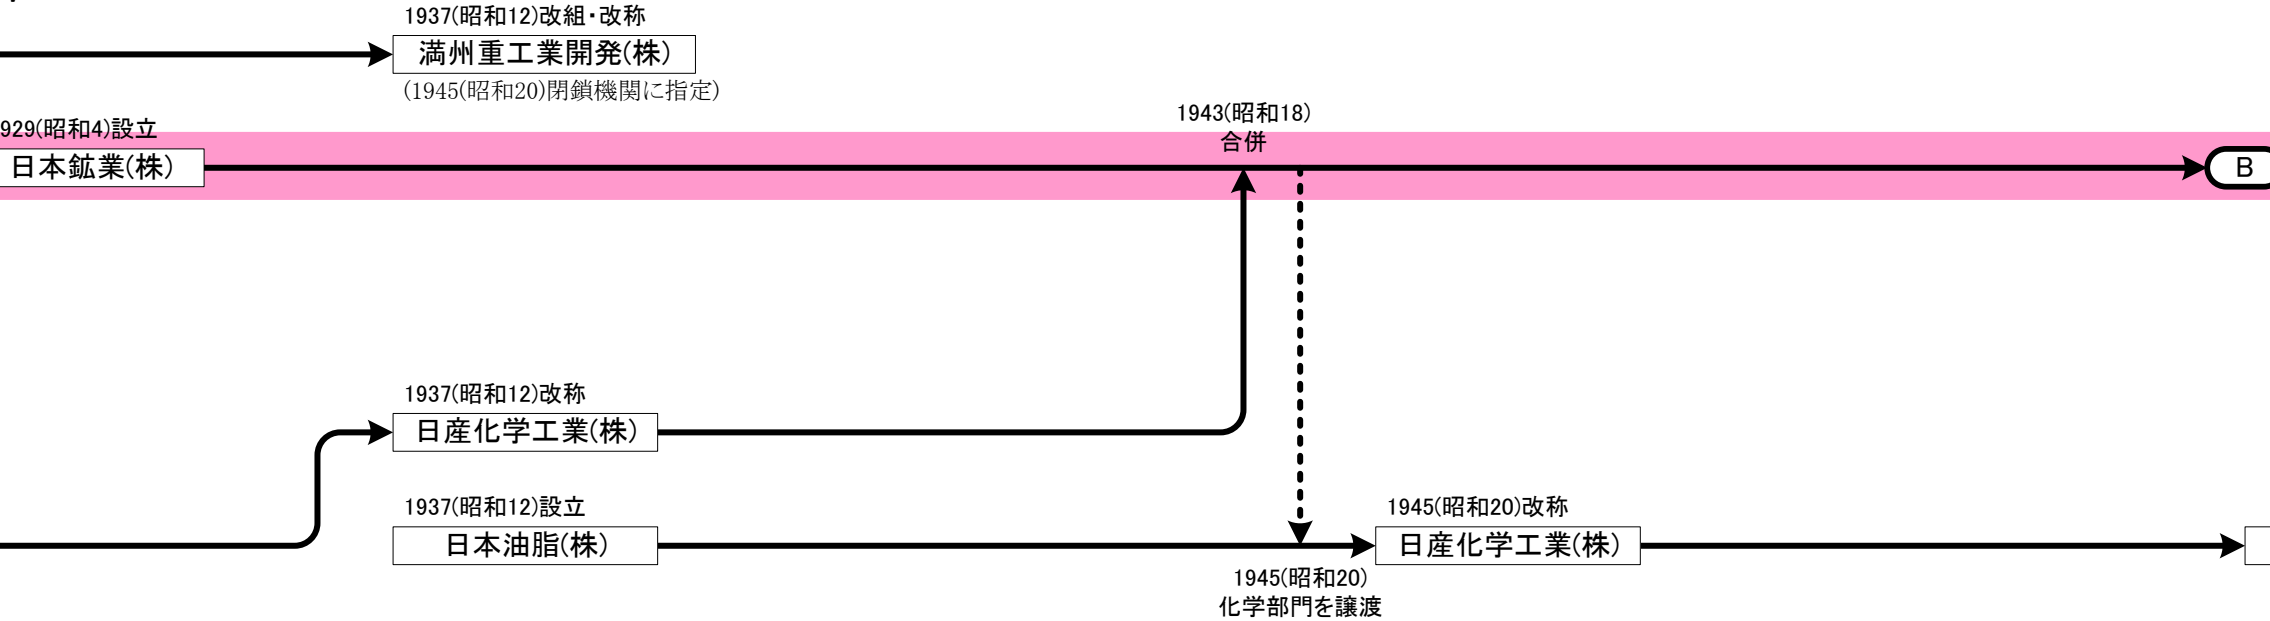 1937(昭和12)改組・改称
満州重工業開発(株)
(1945(昭和20)閉鎖機関に指定)
929(昭和4)設立
日本鉱業(株)
1943(昭和18)
合併
B
1937(昭和12)改称
日産化学工業(株)
1937(昭和12)設立
日本油脂(株)
1945(昭和20)改称
日産化学工業(株)
1945(昭和20)
化学部門を譲渡